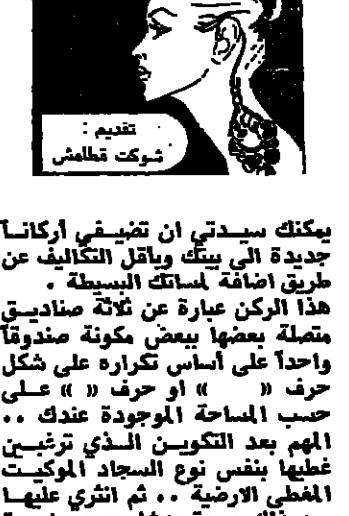 تقديم :
شوكت قطامش
يمكنك سيدتي ان تضيفي أركاناً
جديدة الى بيتك وباقل التكاليف عن
طريق اضافة لمساتك البسيطة .
هذا الركن عبارة عن ثلاثة صناديق
متصلة بعضها ببعض مكونة صندوقاً
واحداً على أساس تكراره على شكل
حرف « » او حرف « » على
حسب المساحة الموجودة عندك ..
المهم بعد التكوين الذي ترغبين
غطيها بنفس نوع السجاد الموكيت
المغطي الارضية .. ثم انثري عليها